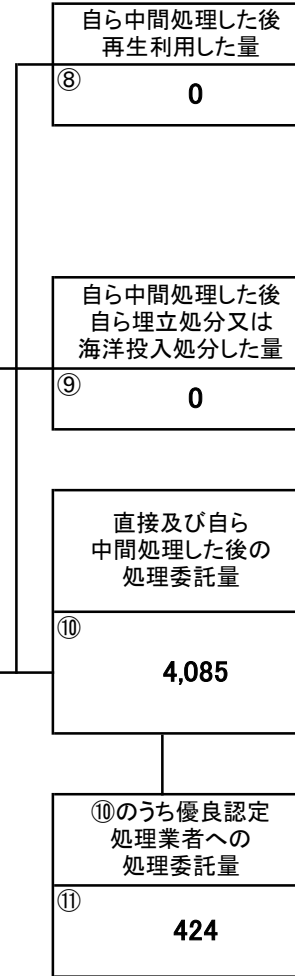 自ら中間処理した後
再生利用した量
⑧
0
自ら中間処理した後
自ら埋立処分又は
海洋投入処分した量
⑨
0
直接及び自ら
中間処理した後の
処理委託量
⑩
4,085
⑩のうち優良認定
処理業者への
処理委託量
⑪
424